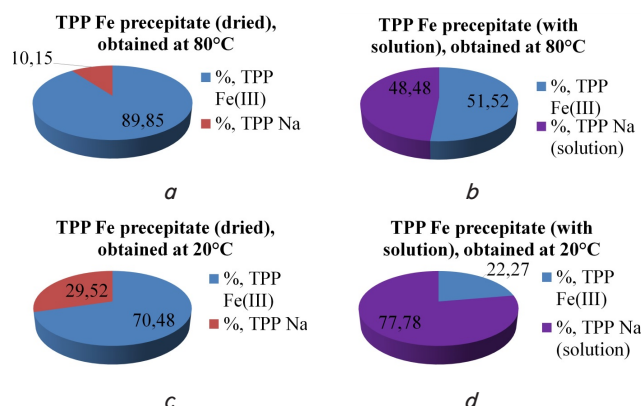 TPP Fe precepitate (dried),
obtained at 80°C
10,15
89,85
%, TPP
Fe(III)
%, TPP Na
a
TPP Fe precepitate (with
solution), obtained at 80°C
48,48
51,52
%, TPP
Fe(III)
%, TPP Na
(solution)
b
TPP Fe precepitate (dried),
obtained at 20°C
29,52
70,48
%, TPP
Fe(III)
%, TPP Na
c
TPP Fe precepitate (with
solution), obtained at 20°C
22,27
77,78
%, TPP
Fe(III)
%, TPP Na
(solution)
d